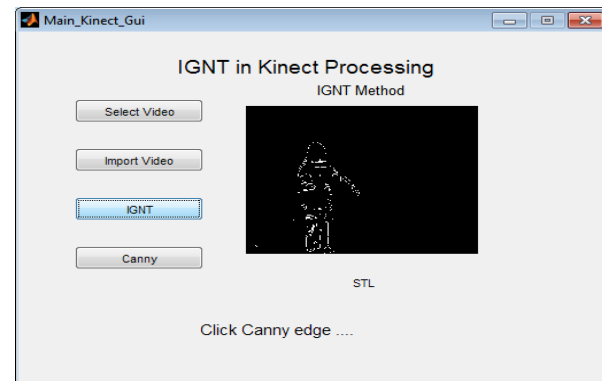 Main_Kinect_Gui
IGNT in Kinect Processing
IGNT Method
Select Video
Import Video
IGNT
Canny
STL
Click Canny edge ....